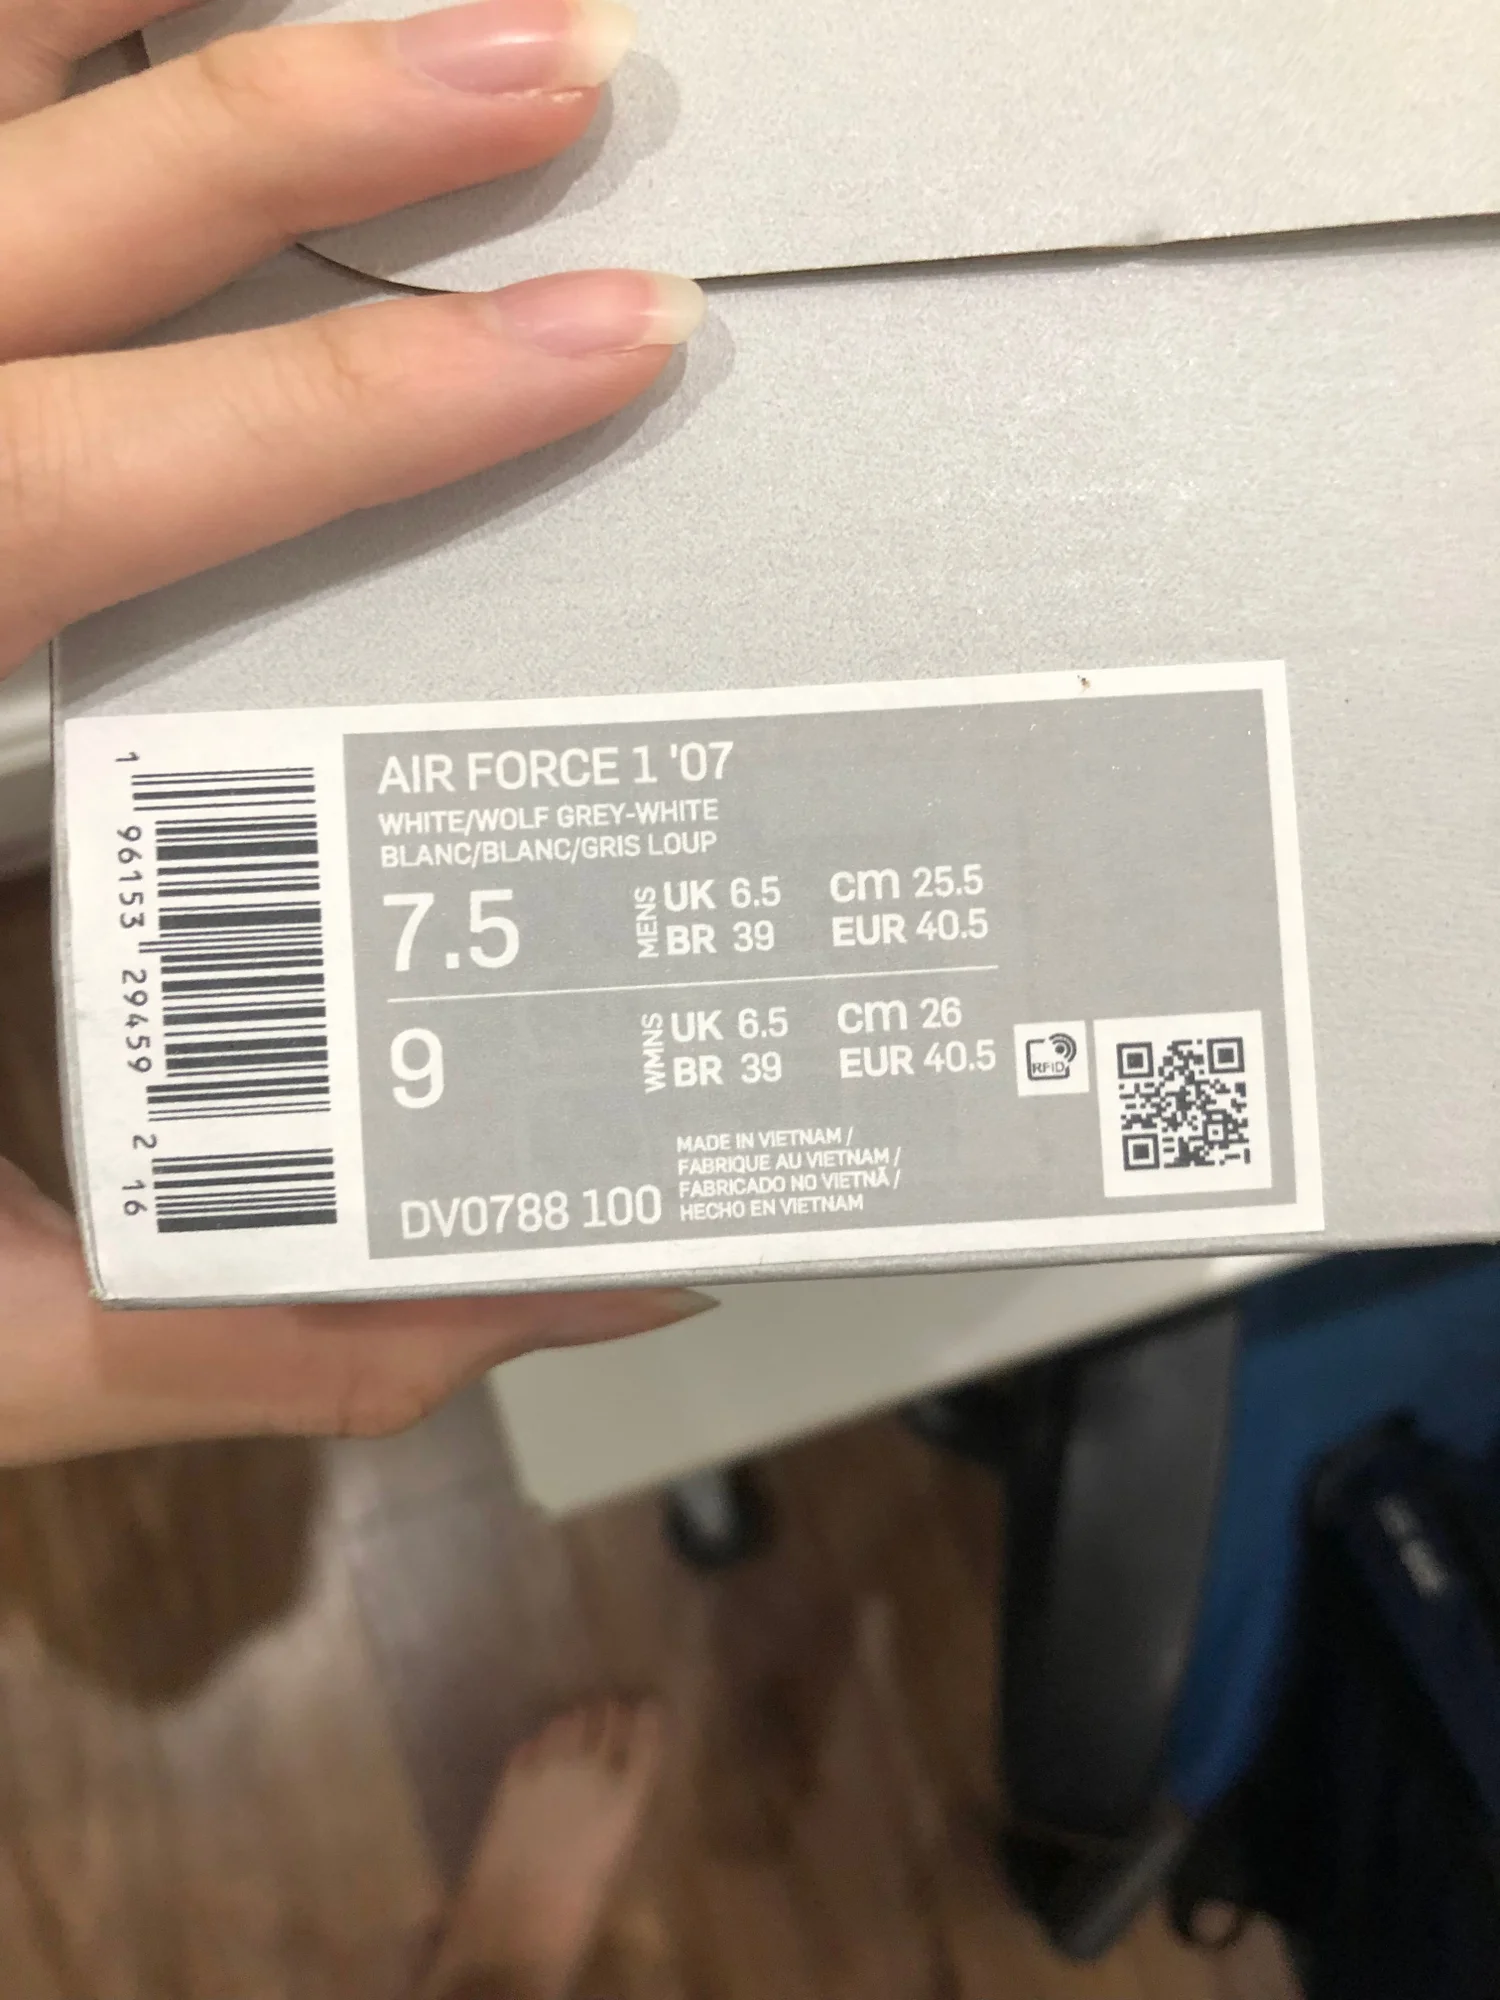 AIR FORCE 1 '07
WHITE/WOLF GREY-WHITE
BLANC/BLANC/GRIS LOUP
7.5 MENS UK 6.5 cm 25.5
BR 39 EUR 40.5
9 WMNS UK 6.5 cm 26
BR 39 EUR 40.5
RFID
MADE IN VIETNAM /
FABRIQUE AU VIETNAM /
FABRICADO NO VIETNÃ /
HECHO EN VIETNAM
DV0788 100
1 96153 29459 2 16